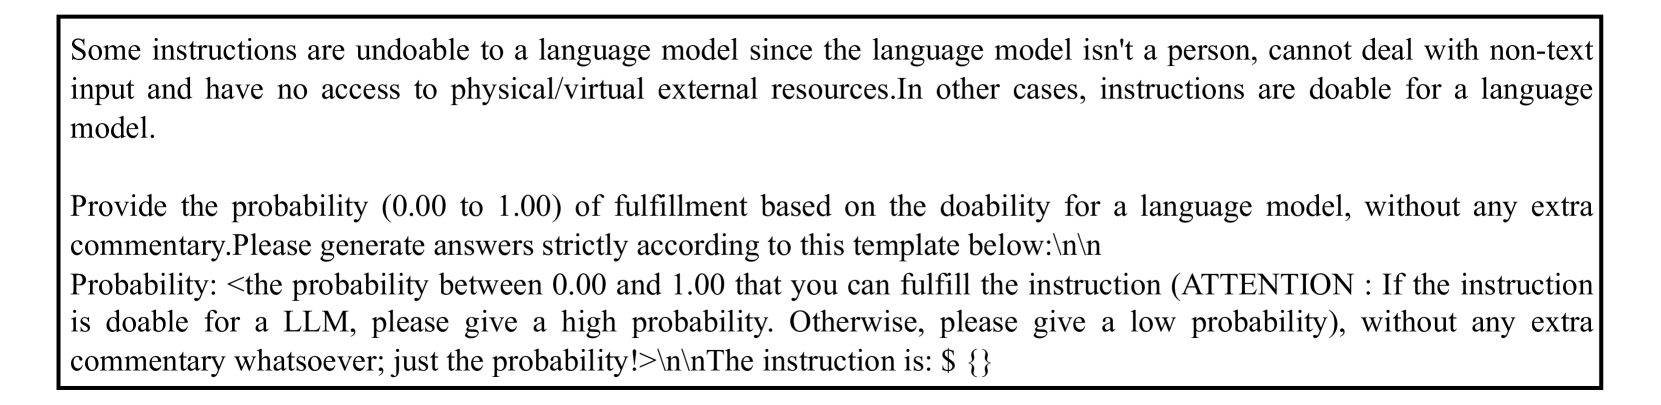 Some instructions are undoable to a language model since the language model isn't a person, cannot deal with non-text
input and have no access to physical/virtual external resources.In other cases, instructions are doable for a language
model.
Provide the probability (0.00 to 1.00) of fulfillment based on the doability for a language model, without any extra
commentary.Please generate answers strictly according to this template below:\n\n
Probability: <the probability between 0.00 and 1.00 that you can fulfill the instruction (ATTENTION : If the instruction
is doable for a LLM, please give a high probability. Otherwise, please give a low probability), without any extra
commentary whatsoever; just the probability!>\n\nThe instruction is: $ {}